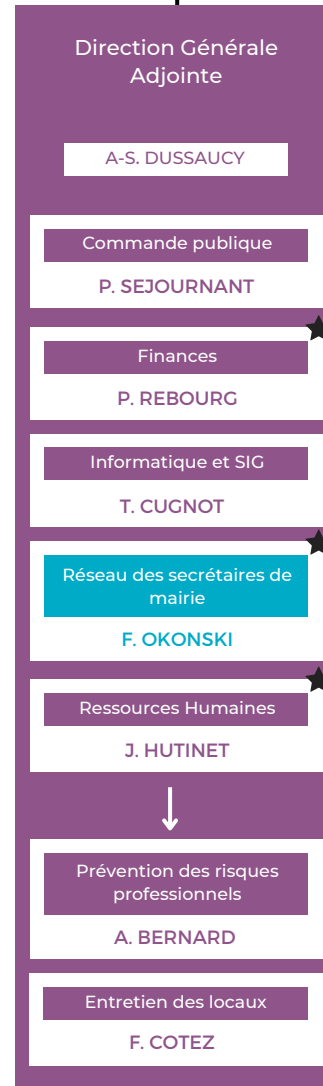 Direction Générale
Adjointe
A-S. DUSSAUCY
Commande publique
P. SEJOURNANT
Finances
P. REBOURG
Informatique et SIG
T. CUGNOT
Réseau des secrétaires de
mairie
F. OKONSKI
Ressources Humaines
J. HUTINET
Prévention des risques
professionnels
A. BERNARD
Entretien des locaux
F. COTEZ